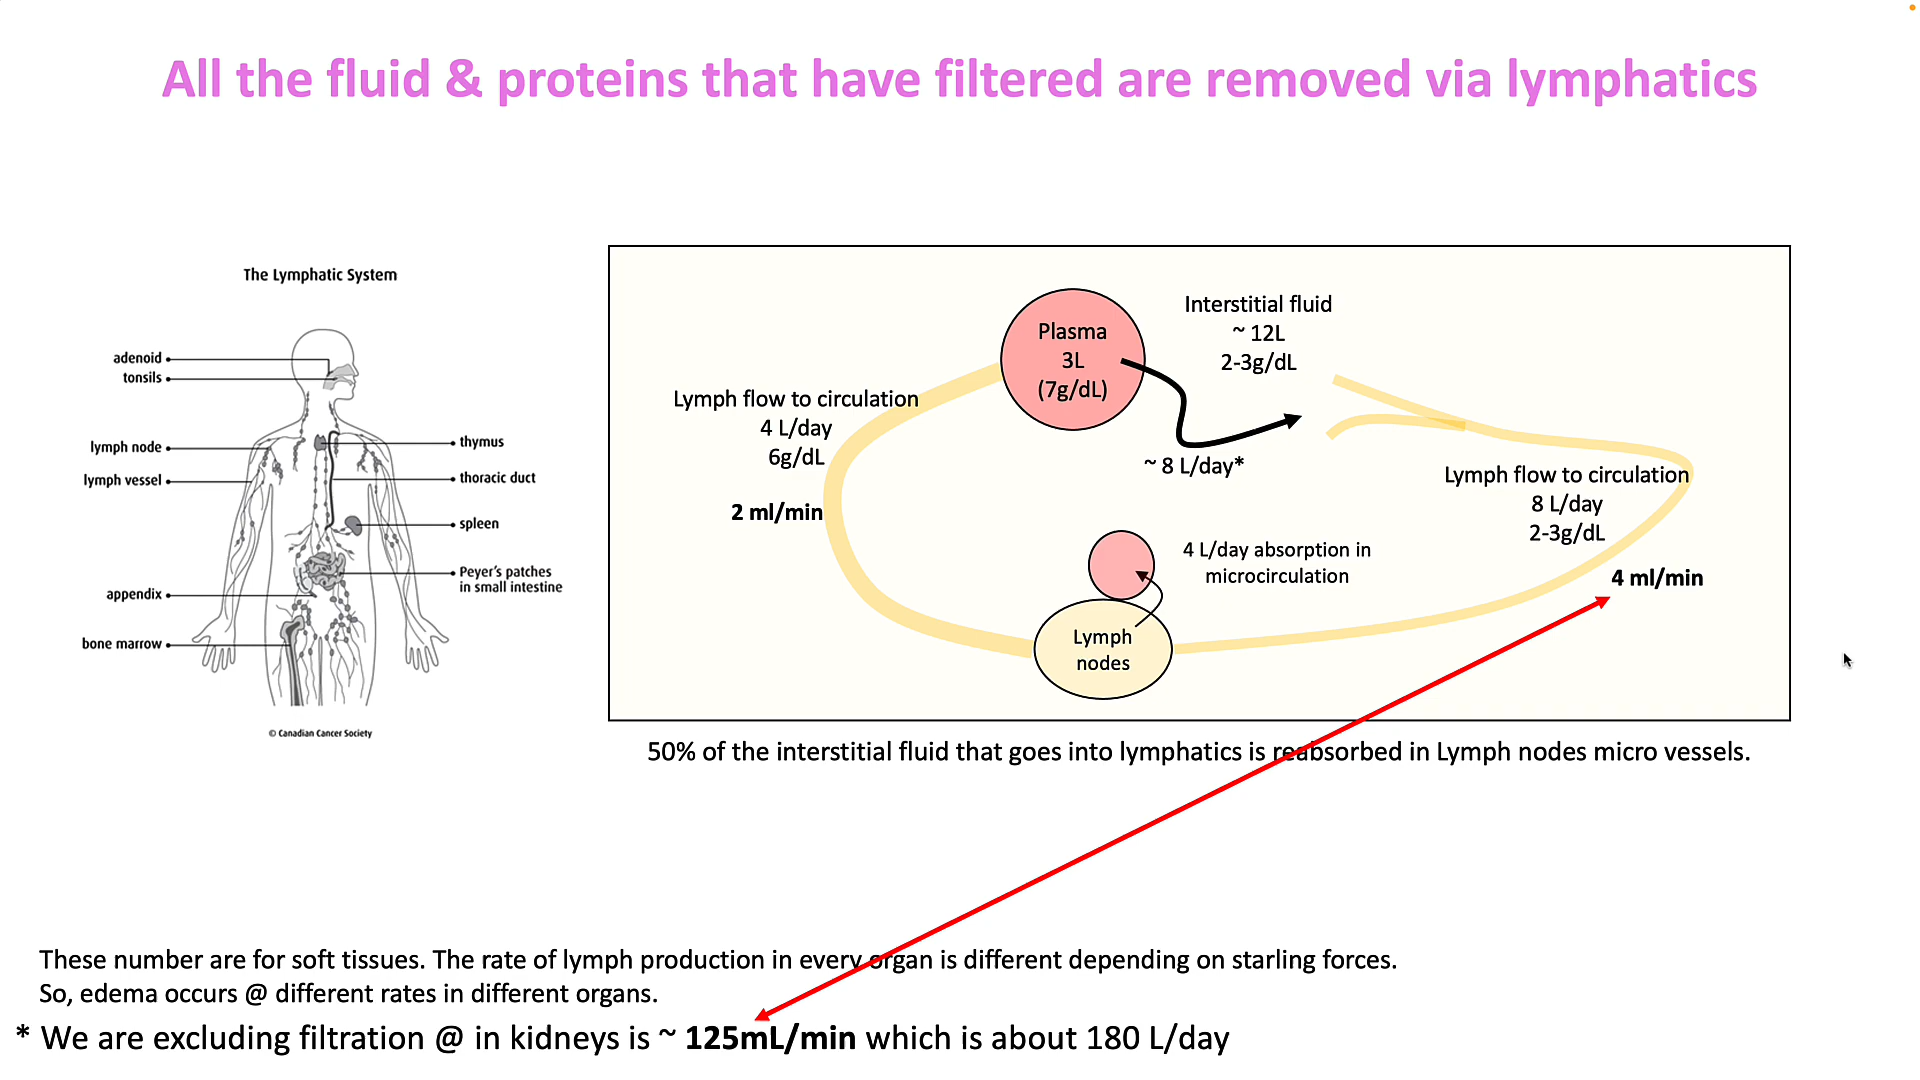 All the fluid & proteins that have filtered are removed via lymphatics
The Lymphatic System
adenoid
tonsils
lymph node
lymph vessel
appendix
bone marrow
thymus
thoracic duct
spleen
Peyer's patches
in small intestine
© Canadian Cancer Society
Plasma
3L
(7g/dL)
Interstitial fluid
~ 12L
2-3g/dL
Lymph flow to circulation
4 L/day
6g/dL
2 ml/min
~ 8 L/day*
Lymph flow to circulation
8 L/day
2-3g/dL
4 ml/min
4 L/day absorption in
microcirculation
Lymph
nodes
50% of the interstitial fluid that goes into lymphatics is reabsorbed in Lymph nodes micro vessels.
These number are for soft tissues. The rate of lymph production in every organ is different depending on starling forces.
So, edema occurs @ different rates in different organs.
* We are excluding filtration @ in kidneys is ~ 125mL/min which is about 180 L/day